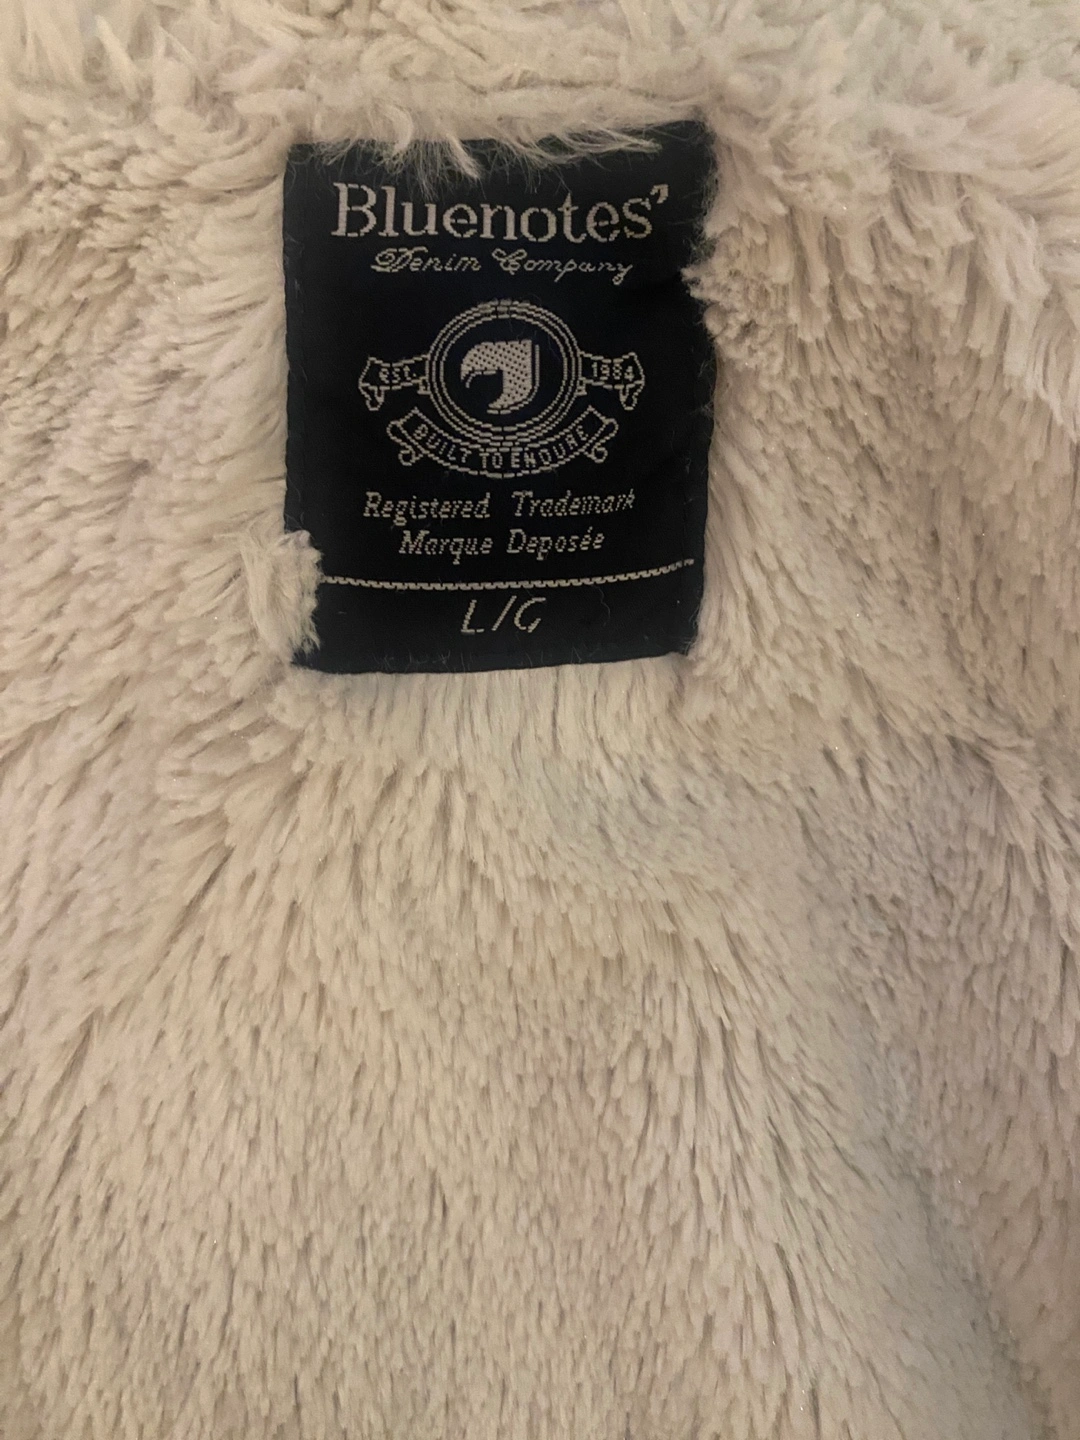 Bluenotes’
Denim Company
EST. 1984
BUILT TO ENDURE
Registered Trademark
Marque Deposée
L/G